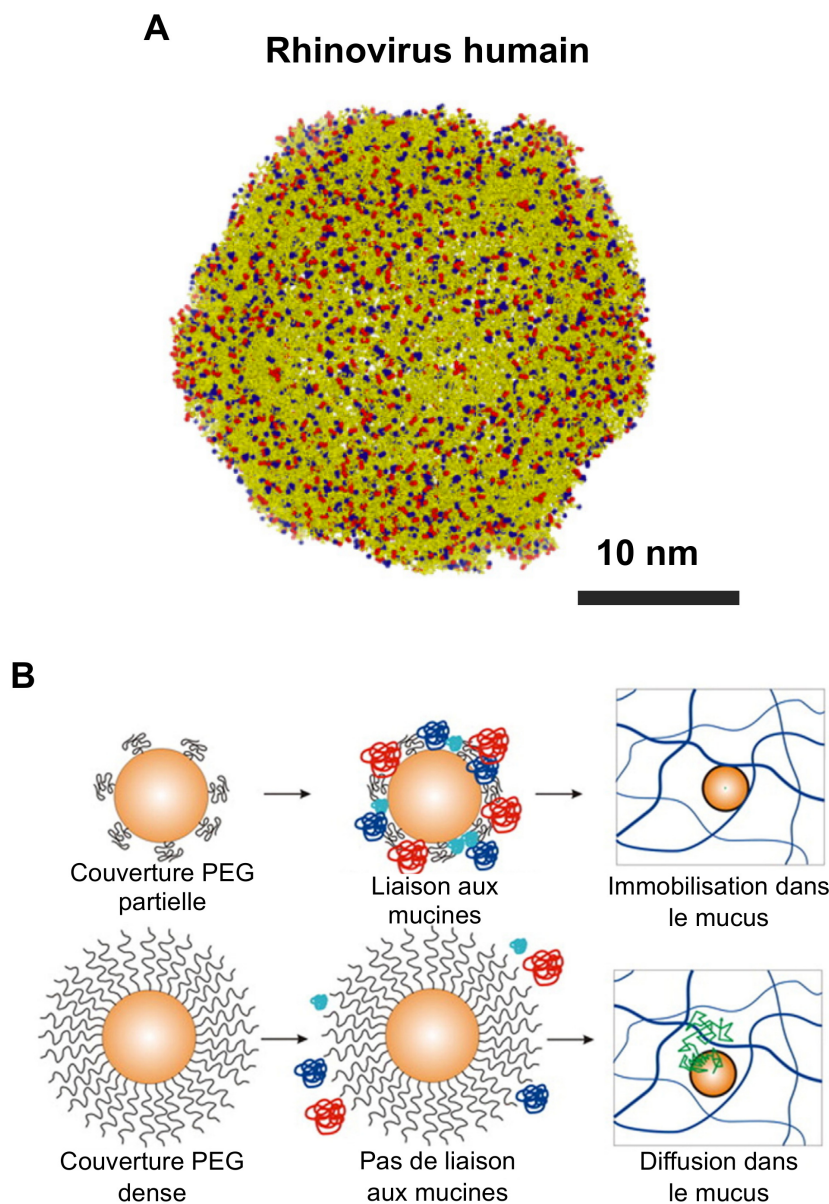 A
Rhinovirus humain
10 nm
B
Couverture PEG
partielle
Liaison aux
mucines
Immobilisation dans
le mucus
Couverture PEG
dense
Pas de liaison
aux mucines
Diffusion dans
le mucus